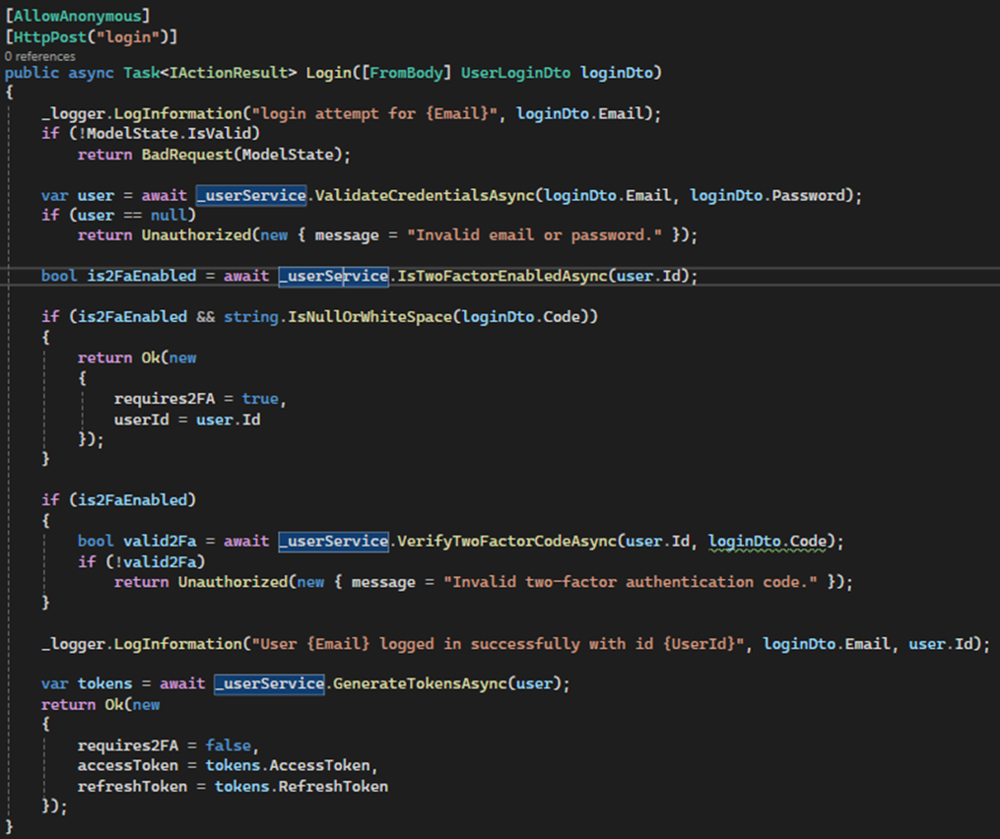 [AllowAnonymous]
[HttpPost("login")]
0 references
public async Task<IActionResult> Login([FromBody] UserLoginDto loginDto)
{
    _logger.LogInformation("login attempt for {Email}", loginDto.Email);
    if (!ModelState.IsValid)
        return BadRequest(ModelState);

    var user = await _userService.ValidateCredentialsAsync(loginDto.Email, loginDto.Password);
    if (user == null)
        return Unauthorized(new { message = "Invalid email or password." });

    bool is2FaEnabled = await _userService.IsTwoFactorEnabledAsync(user.Id);

    if (is2FaEnabled && string.IsNullOrWhiteSpace(loginDto.Code))
    {
        return Ok(new
        {
            requires2FA = true,
            userId = user.Id
        });
    }

    if (is2FaEnabled)
    {
        bool valid2Fa = await _userService.VerifyTwoFactorCodeAsync(user.Id, loginDto.Code);
        if (!valid2Fa)
            return Unauthorized(new { message = "Invalid two-factor authentication code." });
    }

    _logger.LogInformation("User {Email} logged in successfully with id {UserId}", loginDto.Email, user.Id);

    var tokens = await _userService.GenerateTokensAsync(user);
    return Ok(new
    {
        requires2FA = false,
        accessToken = tokens.AccessToken,
        refreshToken = tokens.RefreshToken
    });
}